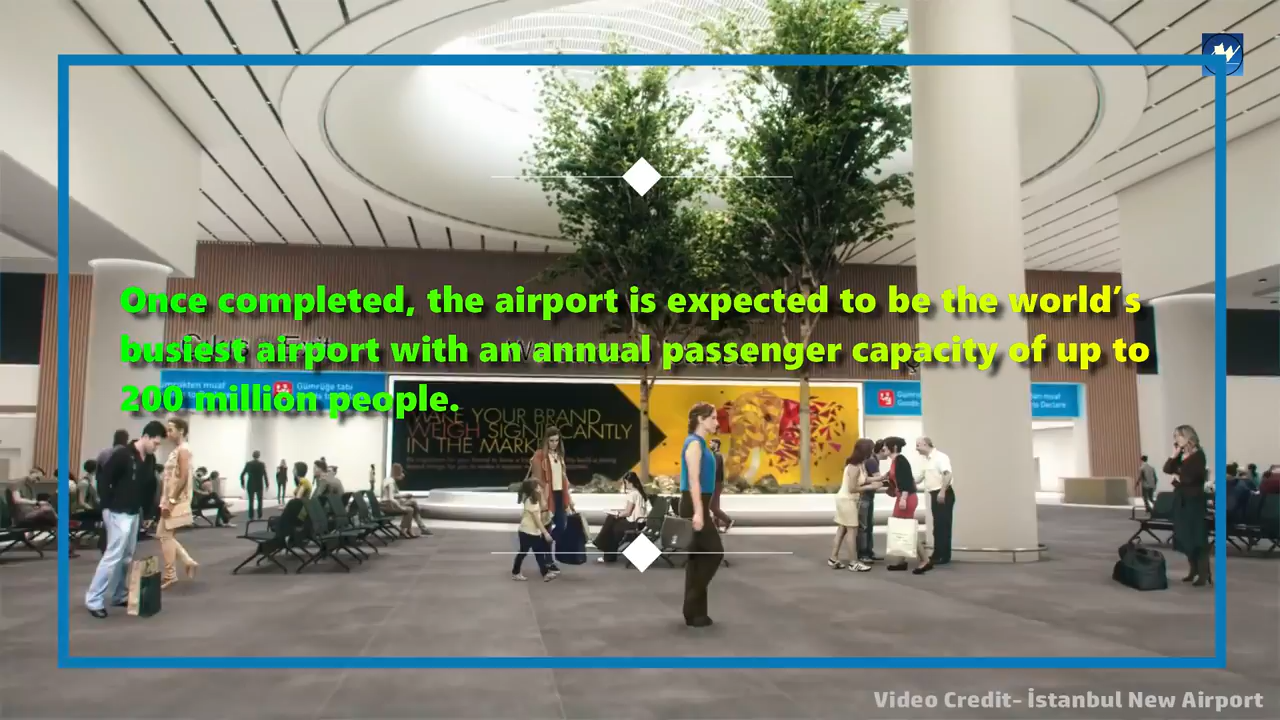 Once completed, the airport is expected to be the world's
busiest airport with an annual passenger capacity of up to
200 million people.
Gümrüğe tabi
MAKE YOUR BRAND
WEIGH SIGNIFICANTLY
IN THE MARKET
Video Credit- İstanbul New Airport